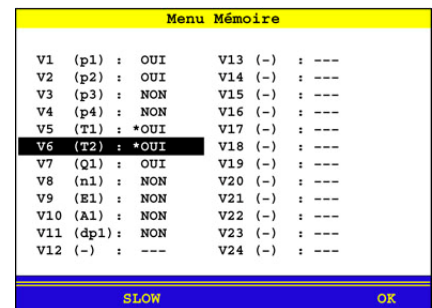 Menu Mémoire
V1 (p1) : OUI V13 (-) : ---
V2 (p2) : OUI V14 (-) : ---
V3 (p3) : NON V15 (-) : ---
V4 (p4) : NON V16 (-) : ---
V5 (T1) : *OUI V17 (-) : ---
V6 (T2) : *OUI V18 (-) : ---
V7 (Q1) : OUI V19 (-) : ---
V8 (n1) : NON V20 (-) : ---
V9 (E1) : NON V21 (-) : ---
V10 (A1) : NON V22 (-) : ---
V11 (dp1): NON V23 (-) : ---
V12 (-) : --- V24 (-) : ---
SLOW OK